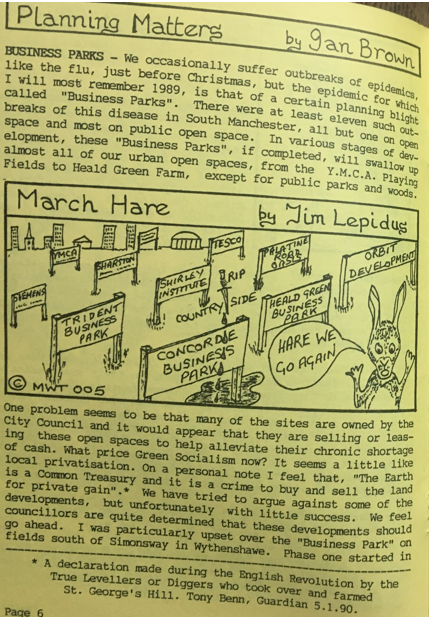 Planning Matters by Jan Brown
BUSINESS PARKS - We occasionally suffer outbreaks of epidemics,
like the flu, just before Christmas, but the epidemic for which
I will most remember 1989, is that of a certain planning blight
called "Business Parks". There were at least eleven such out-
breaks of this disease in South Manchester, all but one on open
space and most on public open space. In various stages of dev-
elopment, these "Business Parks", if completed, will swallow up
almost all of our urban open spaces, from the Y.M.C.A. Playing
Fields to Heald Green Farm, except for public parks and woods.
March Hare by Jim Lepidus
YMCA
SHARSTON
TESCO
PALATINE
ROAD
ORBIT
DEVELOPMENT
SIEMENS
SHIRLEY
INSTITUTE
RIP
COUNTRY SIDE
HEALD GREEN
BUSINESS
PARK
TRIDENT
BUSINESS
PARK
CONCORDE
BUSINESS
PARK
HARE WE
GO AGAIN
© MWT 005
One problem seems to be that many of the sites are owned by the
City Council and it would appear that they are selling or leas-
ing these open spaces to help alleviate their chronic shortage
of cash. What price Green Socialism now? It seems a little like
local privatisation. On a personal note I feel that, "The Earth
is a Common Treasury and it is a crime to buy and sell the land
for private gain".* We have tried to argue against some of the
developments, but unfortunately with little success. We feel
councillors are quite determined that these developments should
go ahead. I was particularly upset over the "Business Park" on
fields south of Simonsway in Wythenshawe. Phase one started in
* A declaration made during the English Revolution by the
True Levellers or Diggers who took over and farmed
St. George's Hill. Tony Benn, Guardian 5.1.90.
Page 6